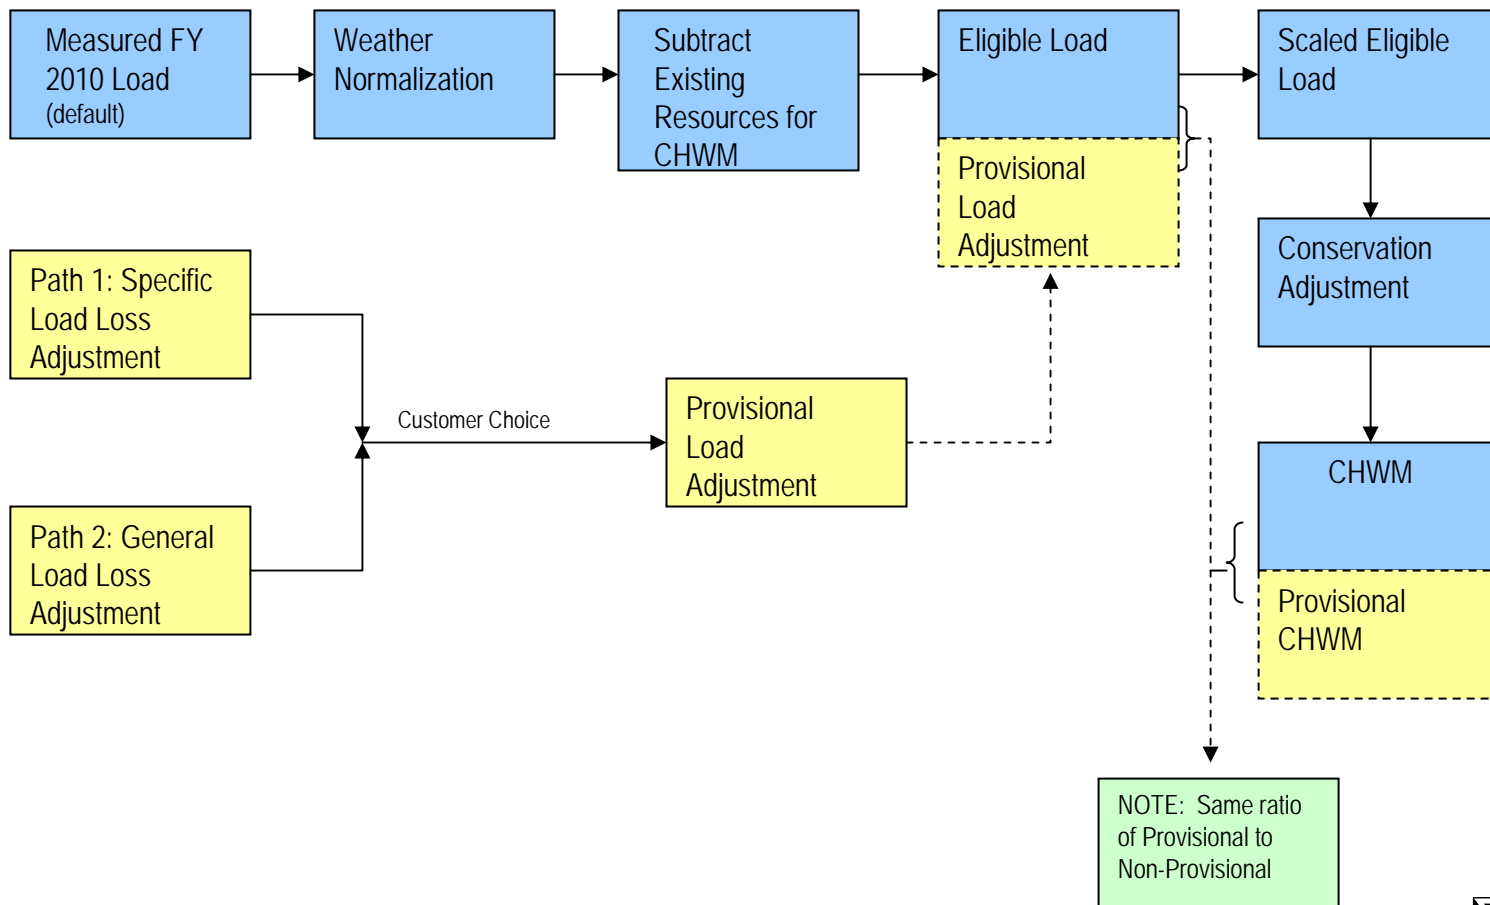 Measured FY
2010 Load
(default)
Weather
Normalization
Subtract
Existing
Resources for
CHWM
Eligible Load
Provisional
Load
Adjustment
Scaled Eligible
Load
Conservation
Adjustment
Path 1: Specific
Load Loss
Adjustment
Customer Choice
Provisional
Load
Adjustment
Path 2: General
Load Loss
Adjustment
CHWM
Provisional
CHWM
NOTE: Same ratio
of Provisional to
Non-Provisional